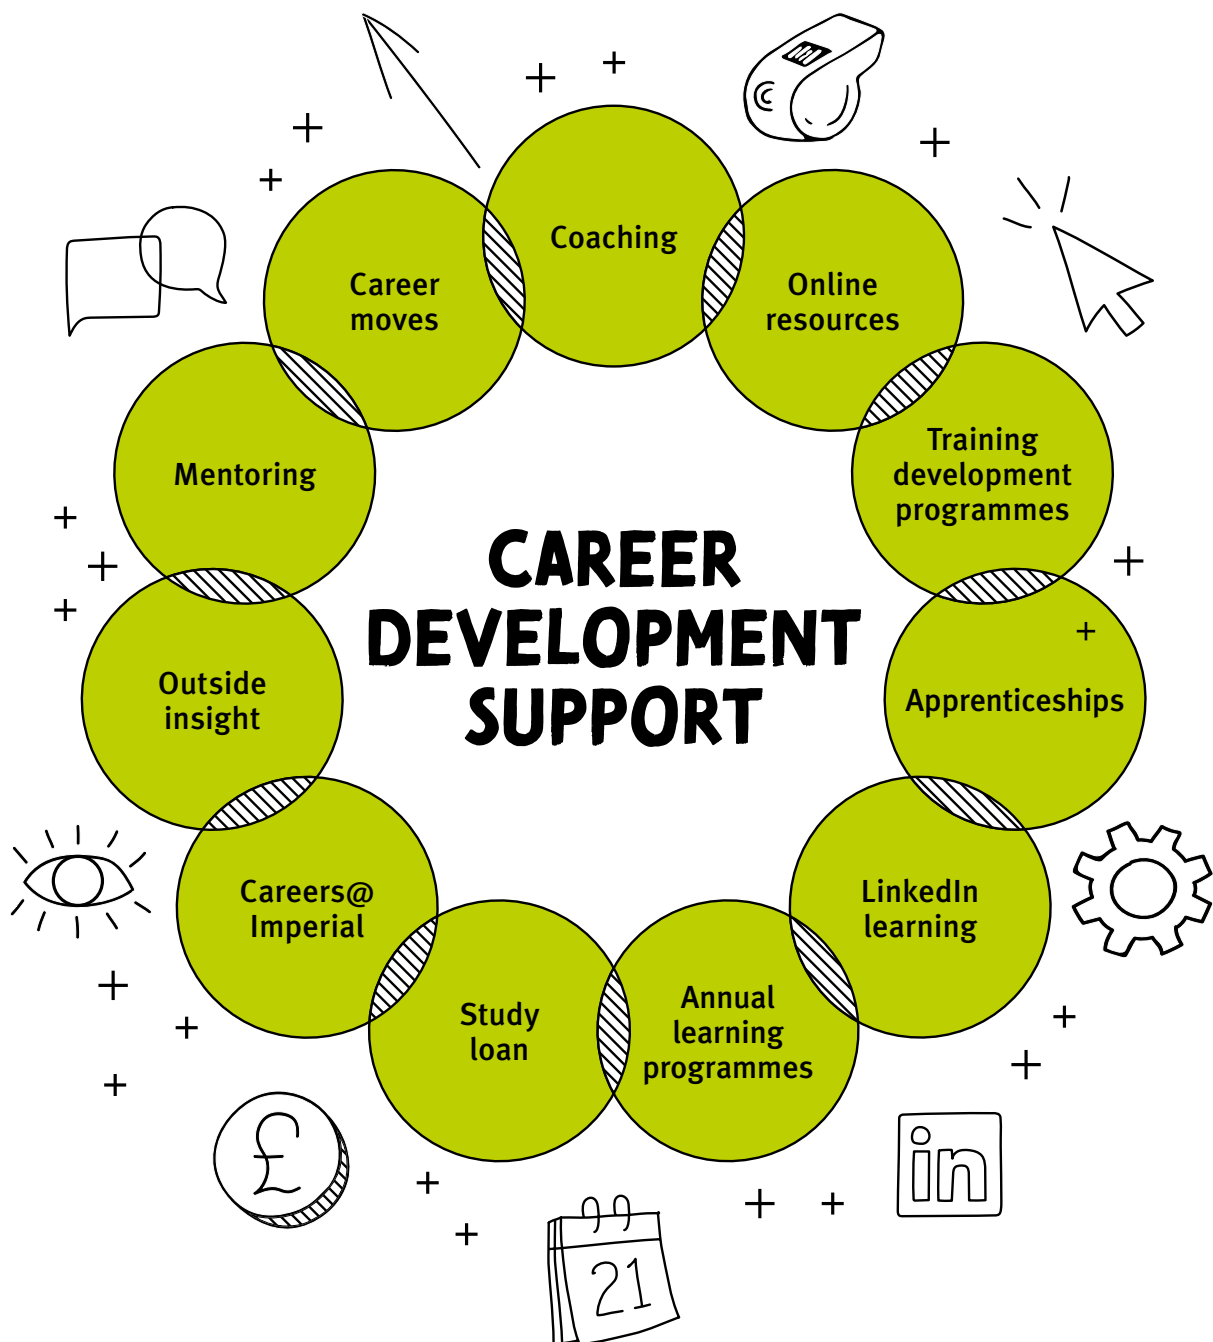 Coaching
Career
moves
Online
resources
Training
development
programmes
Mentoring
CAREER
DEVELOPMENT
SUPPORT
Outside
insight
Apprenticeships
Careers@
Imperial
LinkedIn
learning
Study
loan
Annual
learning
programmes
£
in
21